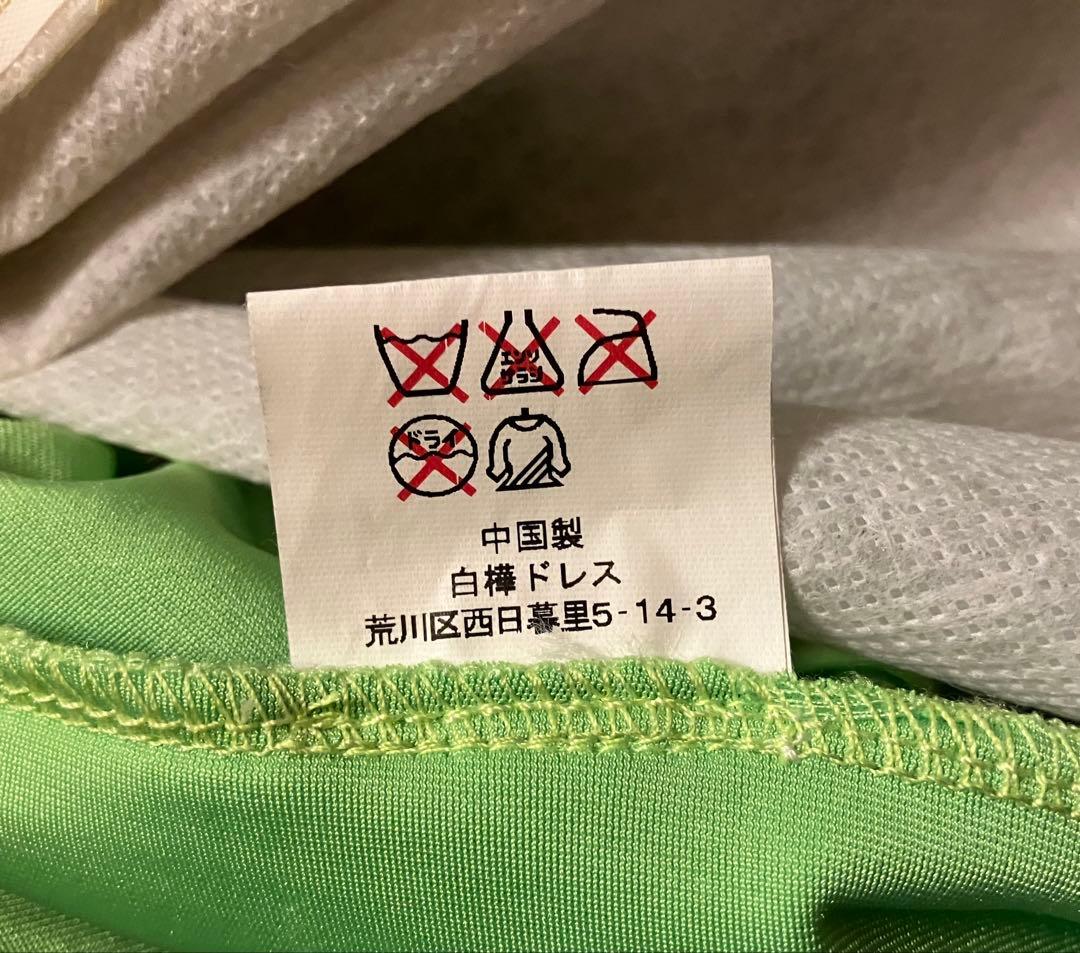 エンソ
サラシ
ドライ
中国製
白樺ドレス
荒川区西日暮里5-14-3